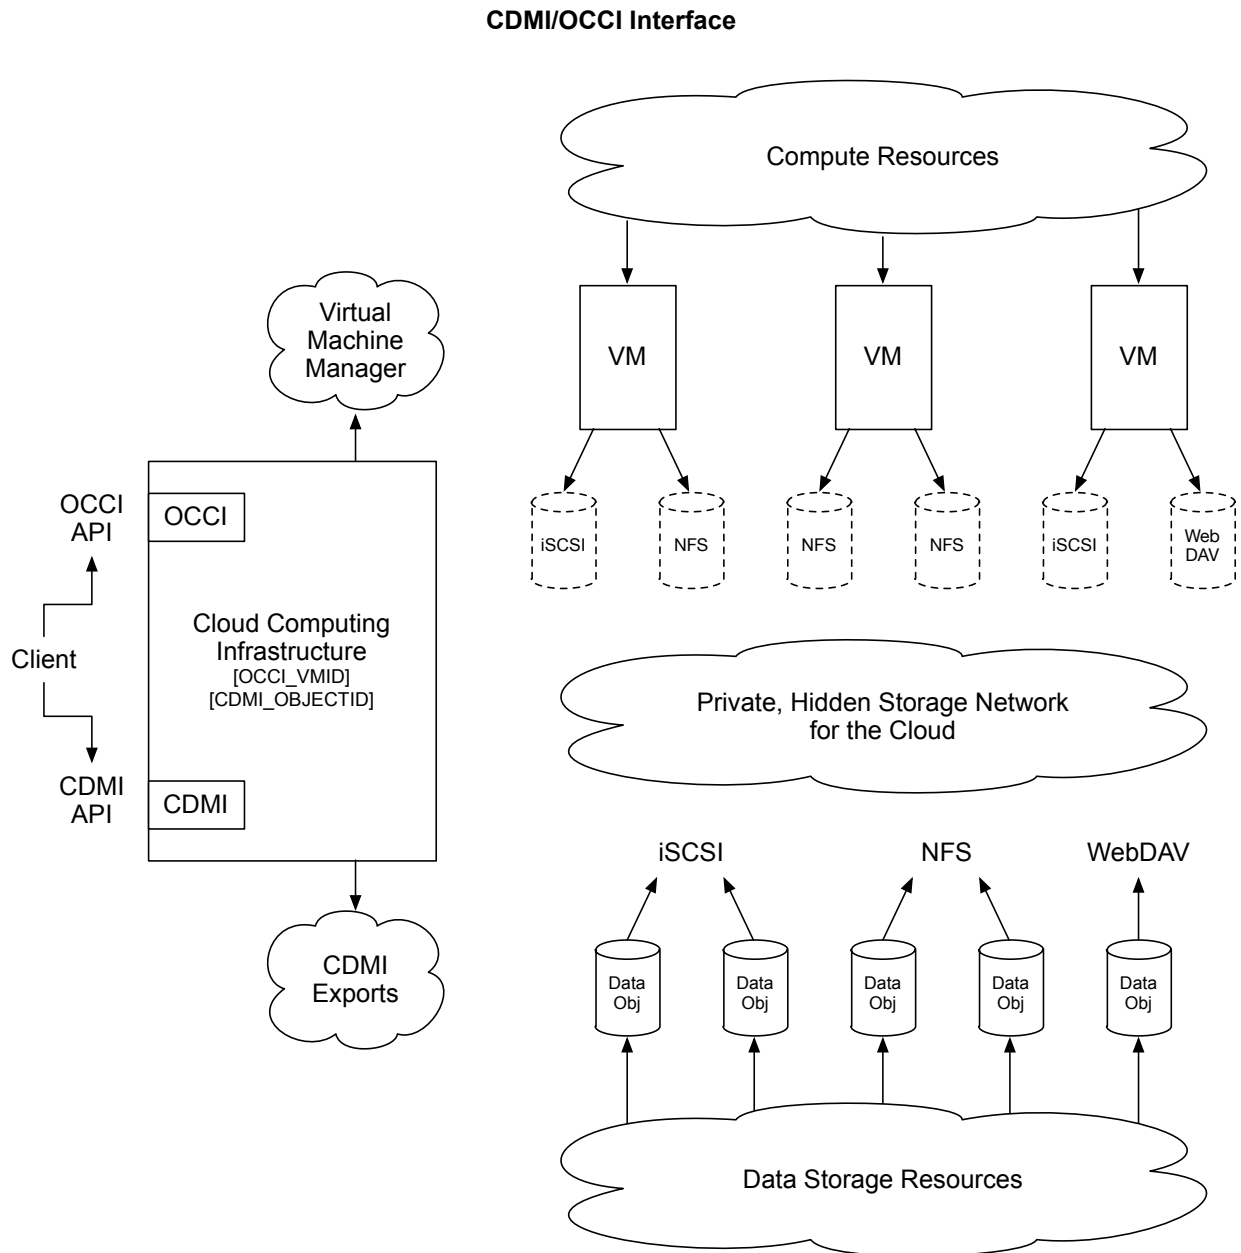 CDMI/OCCI Interface
Compute Resources
Virtual
Machine
Manager
VM
VM
VM
OCCI
API
OCCI
iSCSI
NFS
NFS
NFS
iSCSI
Web
DAV
Client
Cloud Computing
Infrastructure
[OCCI_VMID]
[CDMI_OBJECTID]
Private, Hidden Storage Network
for the Cloud
CDMI
API
CDMI
iSCSI
NFS
WebDAV
CDMI
Exports
Data
Obj
Data
Obj
Data
Obj
Data
Obj
Data
Obj
Data Storage Resources